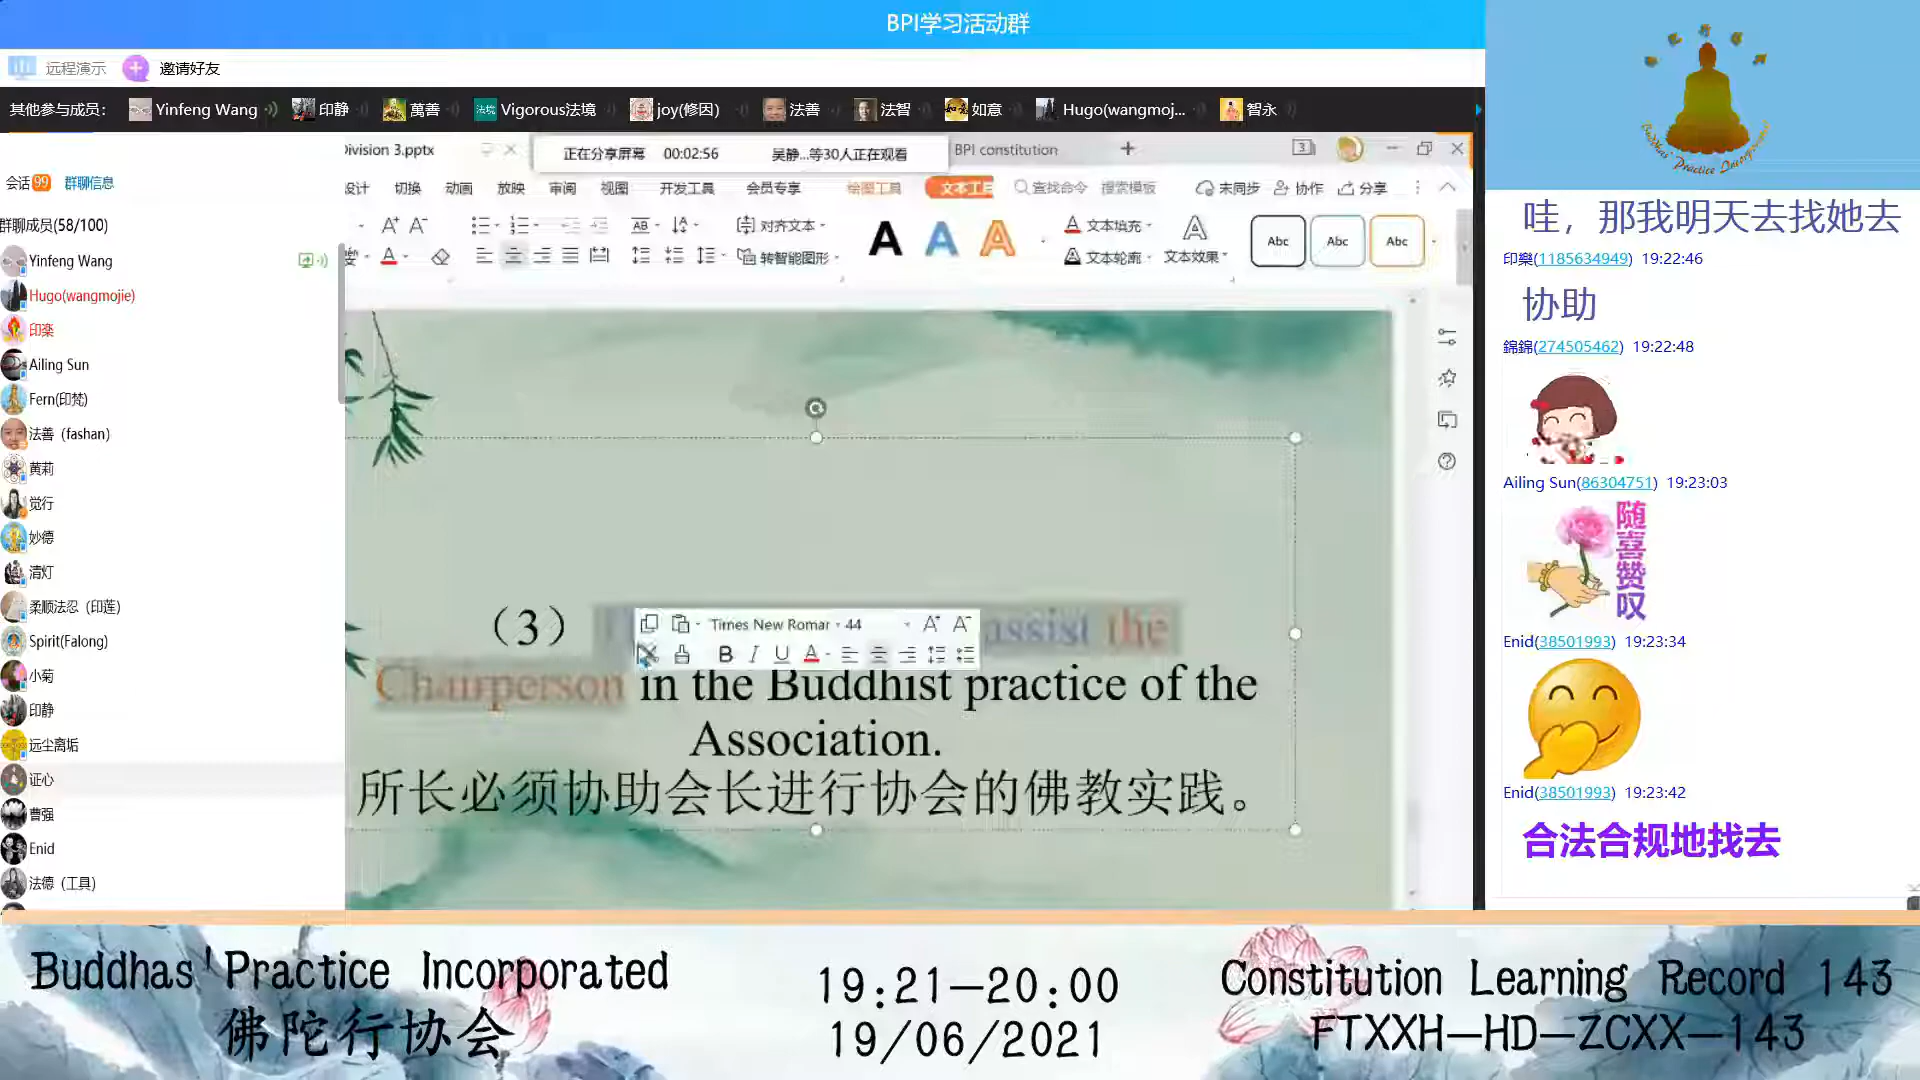 BPI学习活动群
远程演示 邀请好友
其他参与成员： Yinfeng Wang 印静 萬善 法境 Vigorous法境 joy(修因) 法善 法智 如意 Hugo(wangmoj... 智永
Division 3.pptx 正在分享屏幕 00:02:56 吴静...等30人正在观看 BPI constitution 3
会话 99 群聊信息
设计 切换 动画 放映 审阅 视图 开发工具 会员专享 绘图工具 文本工具 查找命令 搜索模板 未同步 协作 分享
A+ A- AB 对齐文本 A A A 文本填充 A Abc Abc Abc
变 A 转智能图形 文本轮廓 文本效果
群聊成员(58/100)
Yinfeng Wang
Hugo(wangmojie)
印楽
Ailing Sun
Fern(印梵)
法善（fashan）
黄莉
觉行
妙德
清灯
柔顺法忍（印莲）
Spirit(Falong)
小菊
印静
远尘离垢
证心
曹强
Enid
法德（工具）
Times New Romar 44 A+ A-
B I U A
（3） assist the
Chairperson in the Buddhist practice of the
Association.
所长必须协助会长进行协会的佛教实践。
Buddhas' Practice Incorporated
哇，那我明天去找她去
印樂(1185634949) 19:22:46
协助
錦錦(274505462) 19:22:48
Ailing Sun(86304751) 19:23:03
随喜赞叹
Enid(38501993) 19:23:34
Enid(38501993) 19:23:42
合法合规地找去
Buddhas' Practice Incorporated
佛陀行协会
19:21—20:00
19/06/2021
Constitution Learning Record 143
FTXXH—HD—ZCXX—143